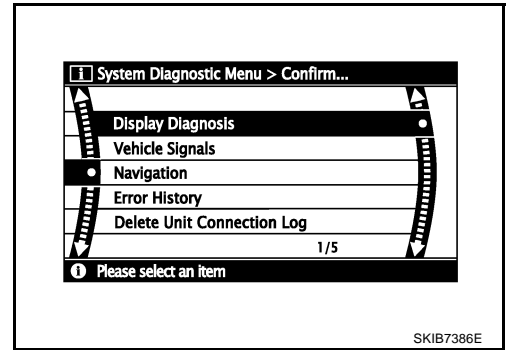 i System Diagnostic Menu > Confirm...
Display Diagnosis
Vehicle Signals
Navigation
Error History
Delete Unit Connection Log
1/5
i Please select an item
SKIB7386E